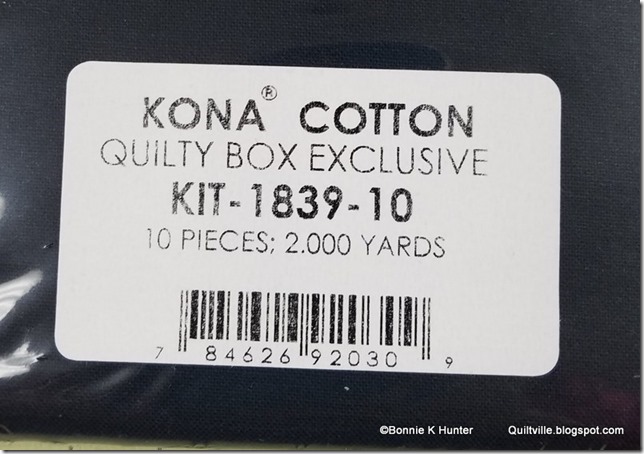 KONA® COTTON
QUILTY BOX EXCLUSIVE
KIT-1839-10
10 PIECES; 2.000 YARDS
7 84626 92030 9
©Bonnie K Hunter Quiltville.blogspot.com